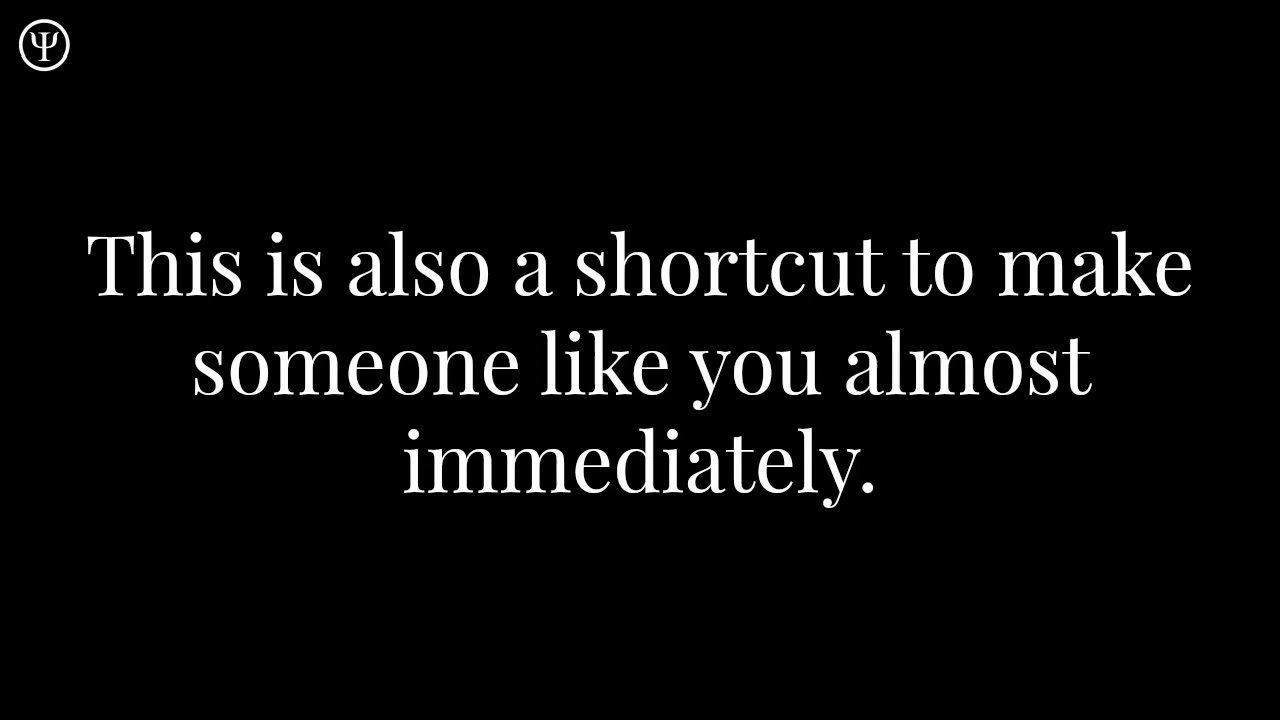 Ψ
This is also a shortcut to make
someone like you almost
immediately.